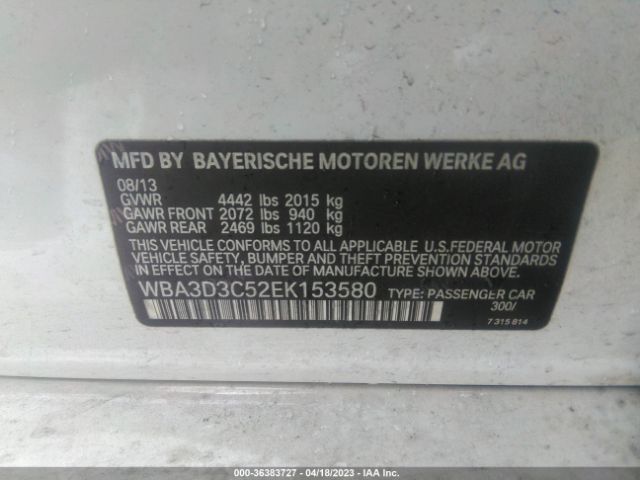 MFD BY BAYERISCHE MOTOREN WERKE AG
08/13
GVWR 4442 lbs 2015 kg
GAWR FRONT 2072 lbs 940 kg
GAWR REAR 2469 lbs 1120 kg
THIS VEHICLE CONFORMS TO ALL APPLICABLE U.S.FEDERAL MOTOR
VEHICLE SAFETY, BUMPER AND THEFT PREVENTION STANDARDS
IN EFFECT ON THE DATE OF MANUFACTURE SHOWN ABOVE.
WBA3D3C52EK153580 TYPE: PASSENGER CAR
300/
7 315 814
000-36383727 - 04/18/2023 - IAA Inc.